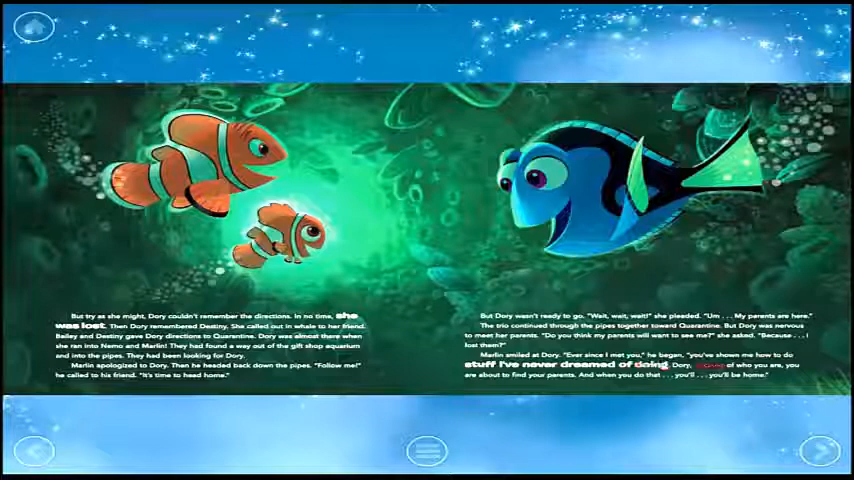 But try as she might, Dory couldn't remember the directions. In no time, she
was lost. Then Dory remembered Destiny. She called out in whale to her friend.
Bailey and Destiny gave Dory directions to Quarantine. Dory was almost there when
she ran into Nemo and Marlin! They had found a way out of the gift shop aquarium
and into the pipes. They had been looking for Dory.
Marlin apologized to Dory. Then he headed back down the pipes. "Follow me!"
he called to his friend. "It's time to head home."
But Dory wasn't ready to go. "Wait, wait, wait!" she pleaded. "Um . . . My parents are here."
The trio continued through the pipes together toward Quarantine. But Dory was nervous
to meet her parents. "Do you think my parents will want to see me?" she asked. "Because . . . I
lost them?"
Marlin smiled at Dory. "Ever since I met you," he began, "you've shown me how to do
stuff I've never dreamed of doing. Dory, of who you are, you
are about to find your parents. And when you do that . . . you'll . . . you'll be home."